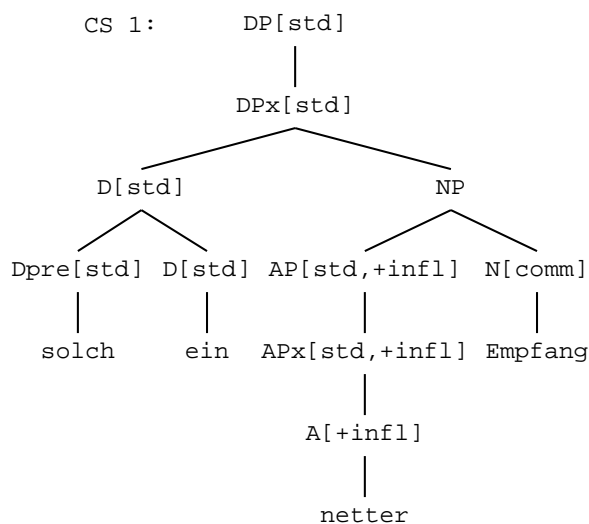 CS 1: DP[std]
DPx[std]
D[std] NP
Dpre[std] D[std] AP[std,+infl] N[comm]
solch ein APx[std,+infl] Empfang
A[+infl]
netter